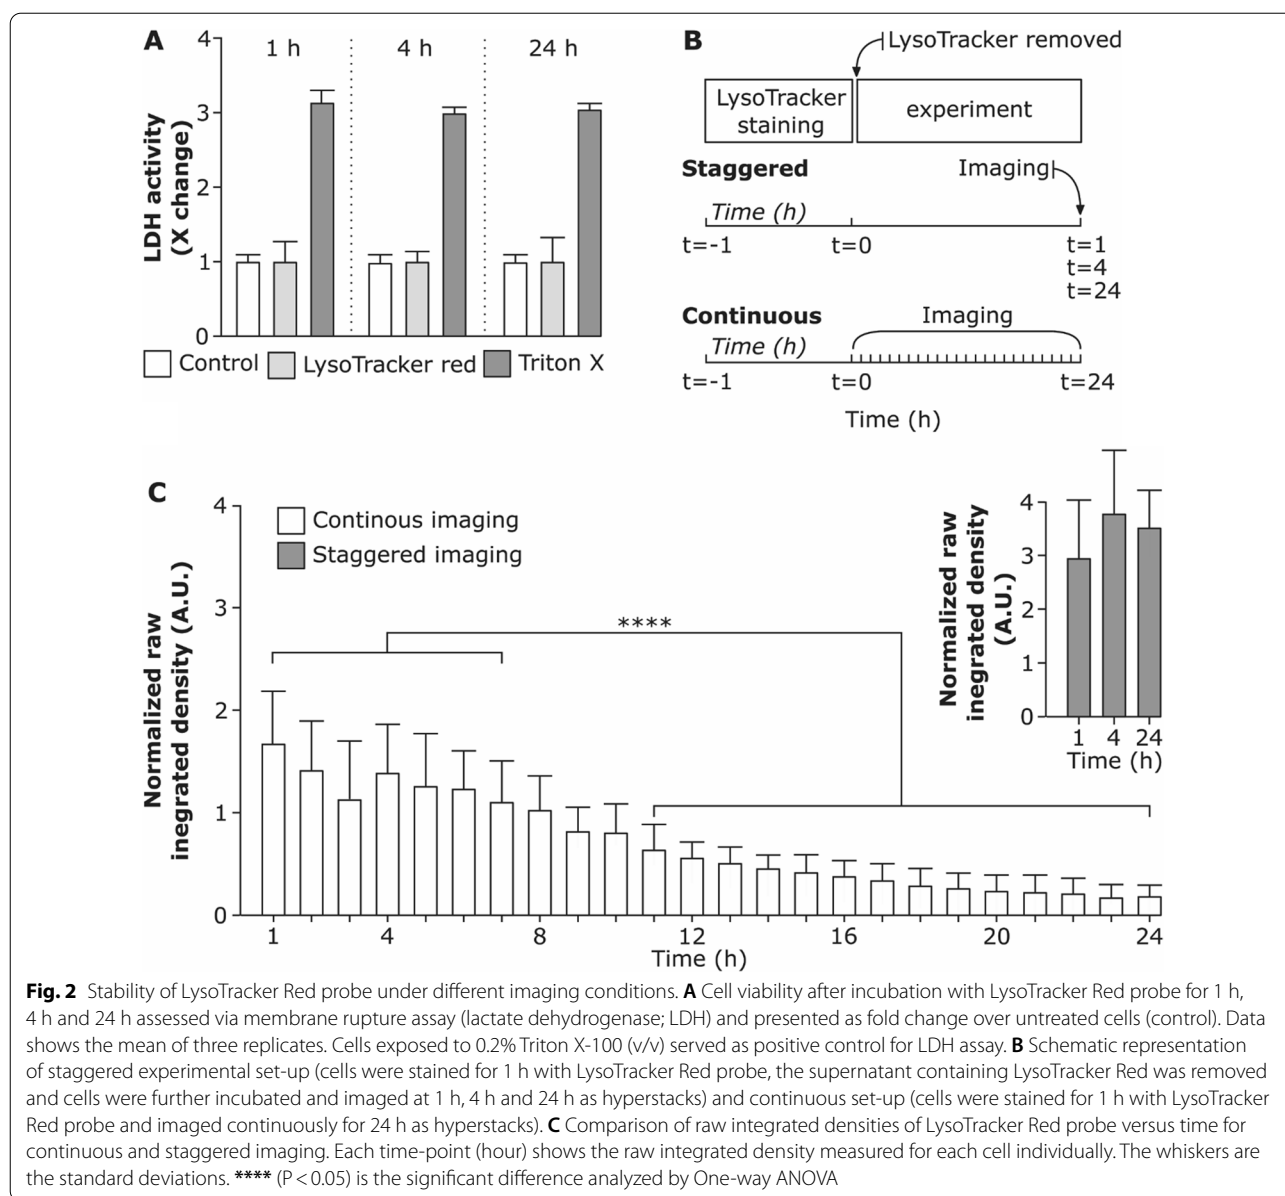 A
4
3
2
1
0
LDH activity
(X change)
1 h
4 h
24 h
Control
LysoTracker red
Triton X
B
LysoTracker removed
LysoTracker
staining
experiment
Staggered
Imaging
Time (h)
t=-1
t=0
t=1
t=4
t=24
Continuous
Imaging
Time (h)
t=-1
t=0
t=24
Time (h)
C
4
3
2
1
0
Normalized raw
inegrated density (A.U.)
Continous imaging
Staggered imaging
****
1
4
8
12
16
20
24
Time (h)
Normalized raw
inegrated density
(A.U.)
4
3
2
1
0
1
4
24
Time (h)
Fig. 2 Stability of LysoTracker Red probe under different imaging conditions. A Cell viability after incubation with LysoTracker Red probe for 1 h,
4 h and 24 h assessed via membrane rupture assay (lactate dehydrogenase; LDH) and presented as fold change over untreated cells (control). Data
shows the mean of three replicates. Cells exposed to 0.2% Triton X-100 (v/v) served as positive control for LDH assay. B Schematic representation
of staggered experimental set-up (cells were stained for 1 h with LysoTracker Red probe, the supernatant containing LysoTracker Red was removed
and cells were further incubated and imaged at 1 h, 4 h and 24 h as hyperstacks) and continuous set-up (cells were stained for 1 h with LysoTracker
Red probe and imaged continuously for 24 h as hyperstacks). C Comparison of raw integrated densities of LysoTracker Red probe versus time for
continuous and staggered imaging. Each time-point (hour) shows the raw integrated density measured for each cell individually. The whiskers are
the standard deviations. **** (P < 0.05) is the significant difference analyzed by One-way ANOVA